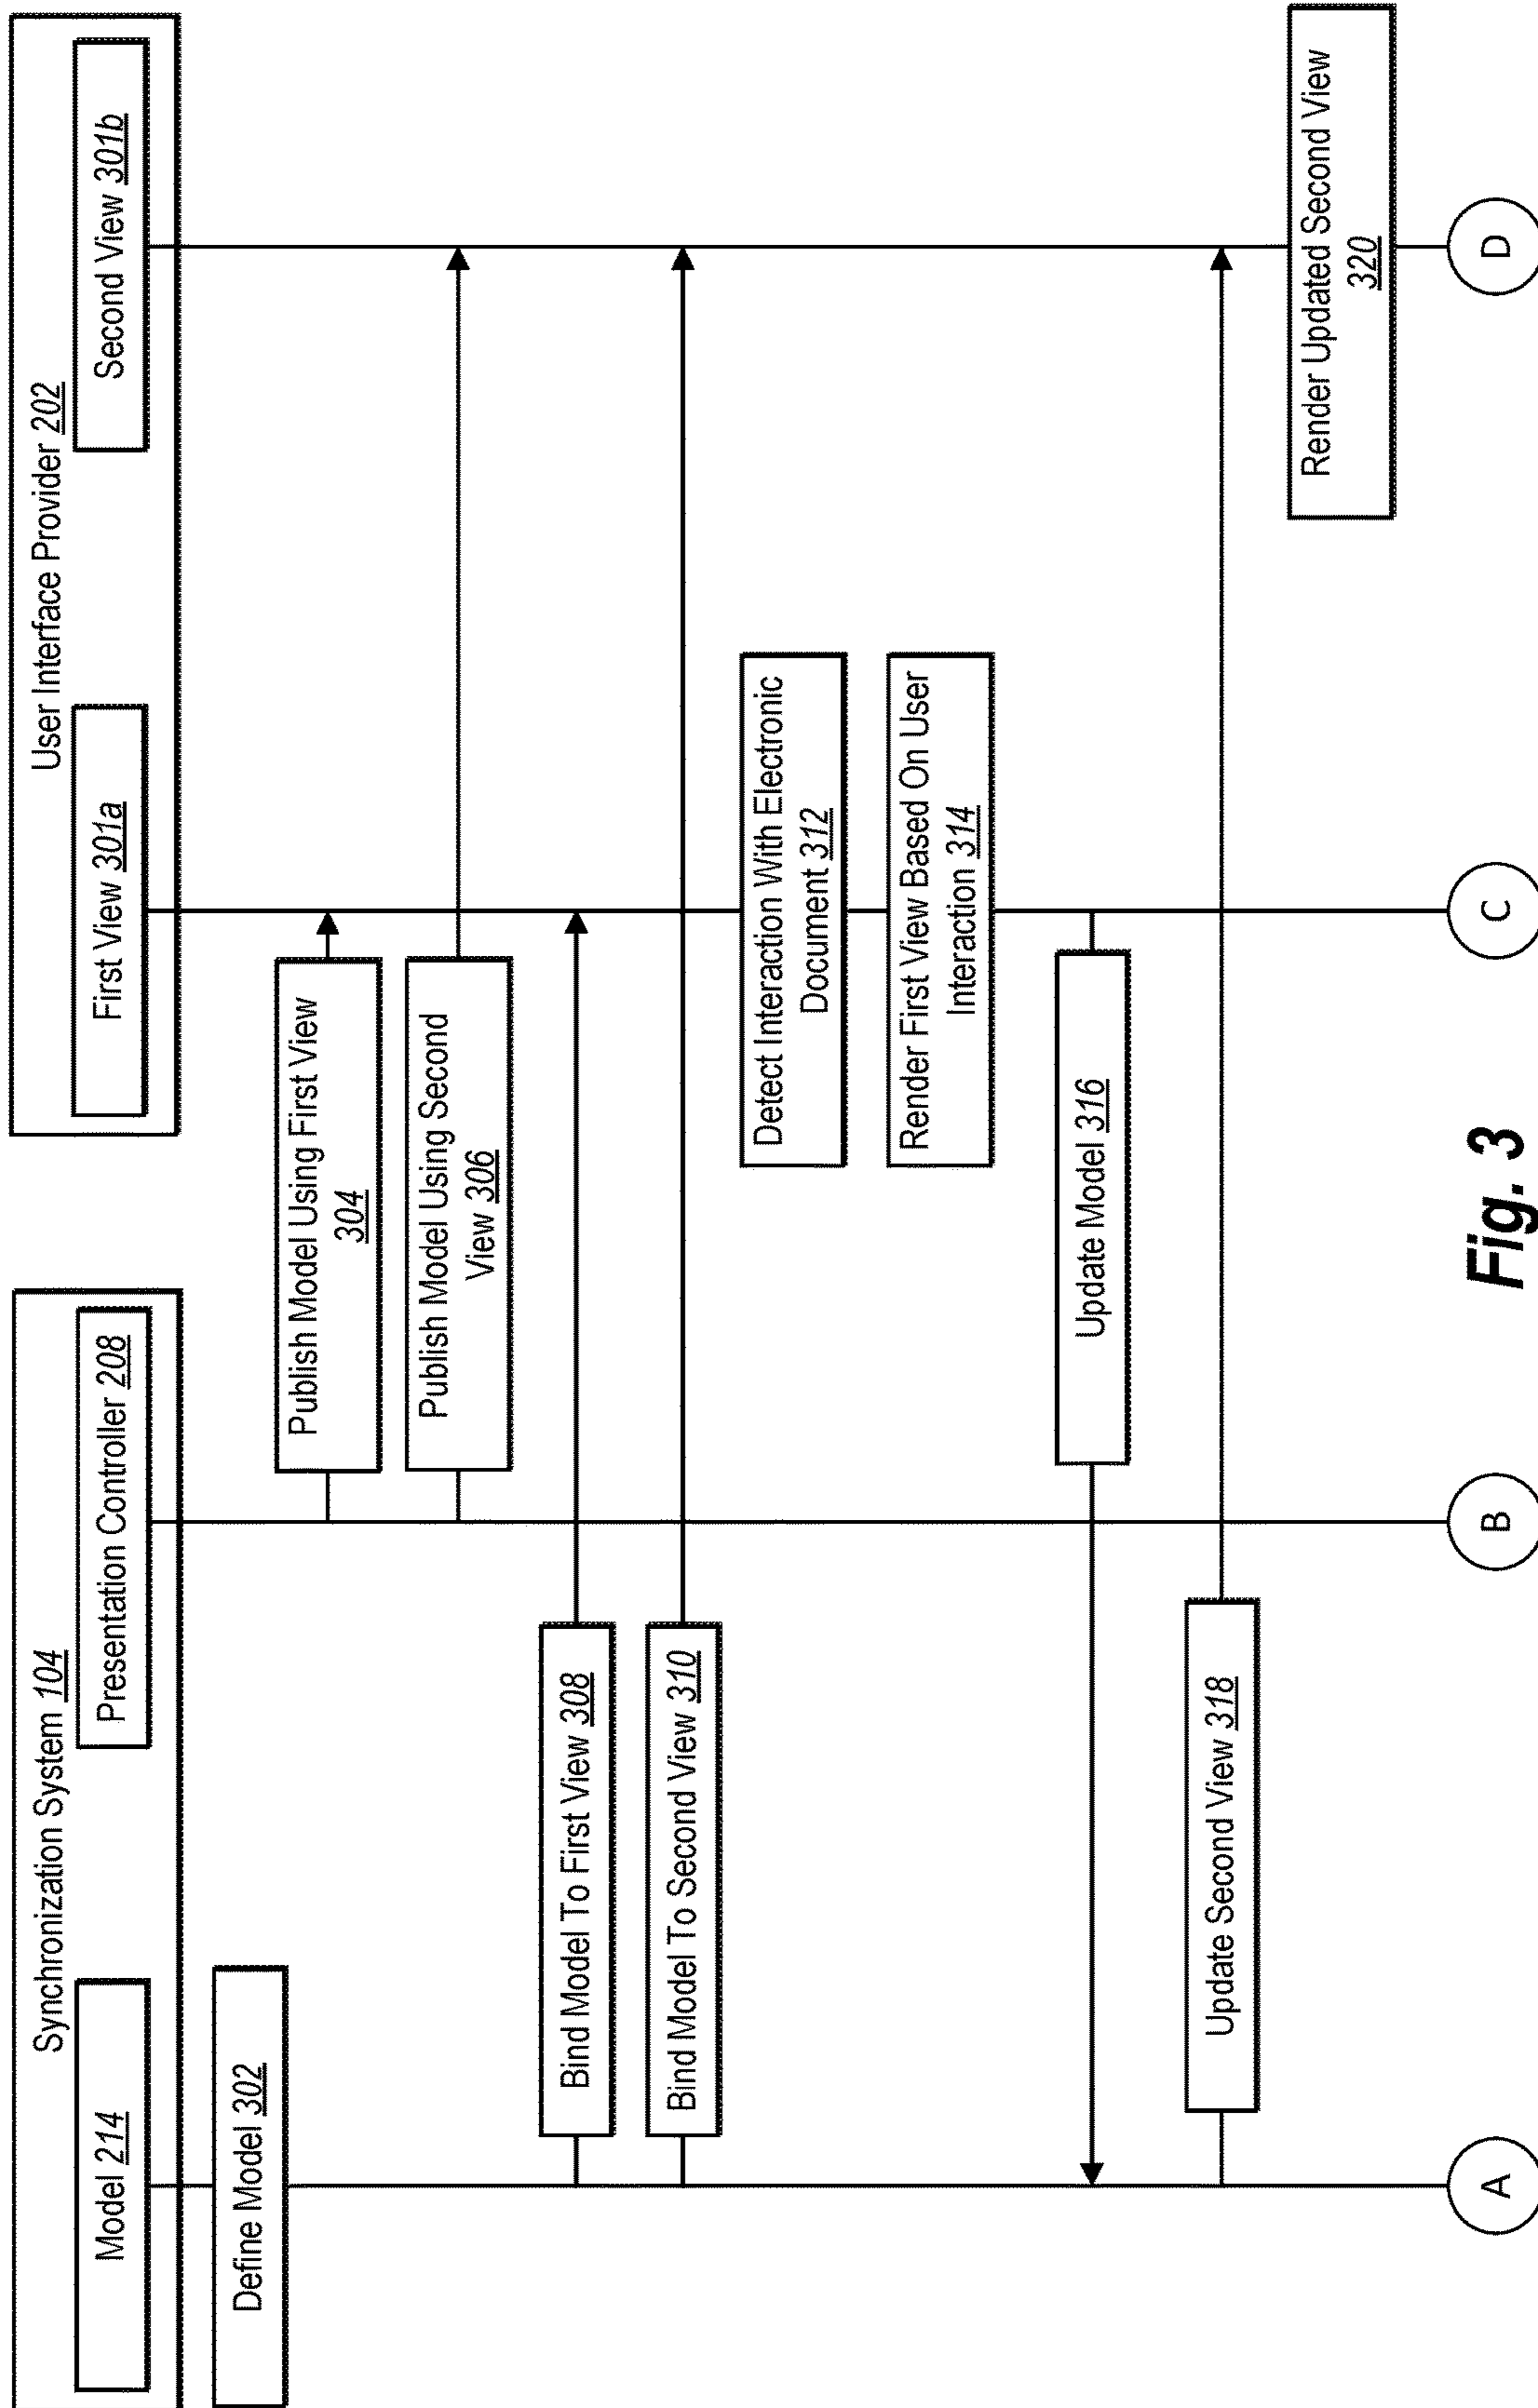 Synchronization System 104
User Interface Provider 202
Model 214
Presentation Controller 208
First View 301a
Second View 301b
Define Model 302
Publish Model Using First View
304
Publish Model Using Second
View 306
Bind Model To First View 308
Bind Model To Second View 310
Detect Interaction With Electronic
Document 312
Render First View Based On User
Interaction 314
Update Model 316
Update Second View 318
Render Updated Second View
320
A
B
C
D
Fig. 3